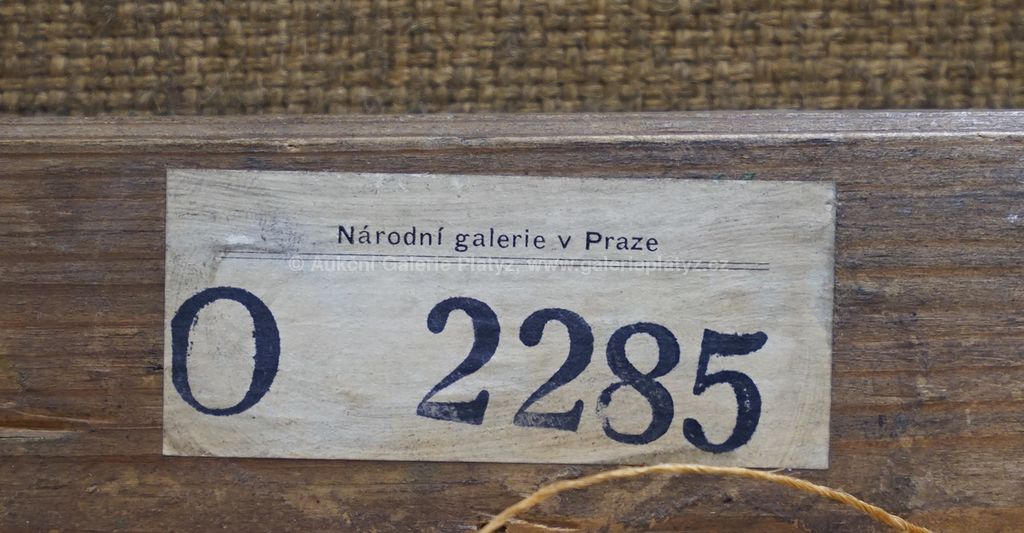 Národní galerie v Praze
© Aukční Galerie Platýz, www.galerieplatyz.cz
O 2285